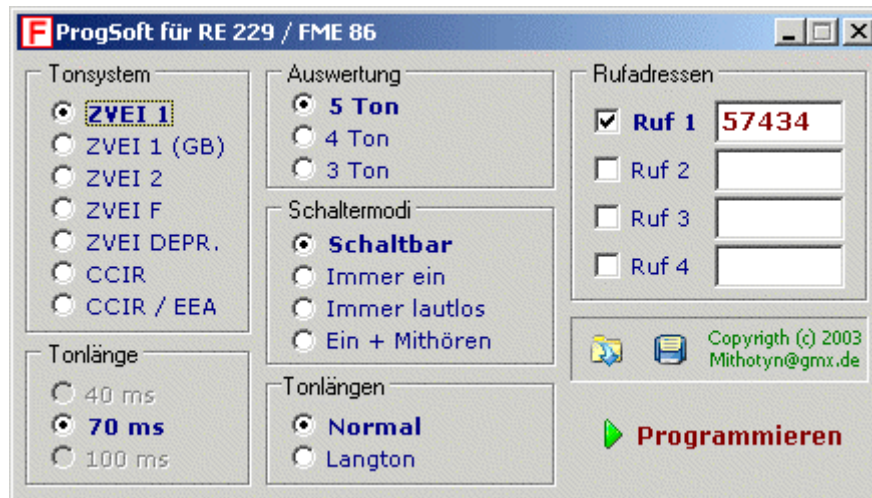 ProgSoft für RE 229 / FME 86
Tonsystem
ZVEI 1
ZVEI 1 (GB)
ZVEI 2
ZVEI F
ZVEI DEPR.
CCIR
CCIR / EEA
Tonlänge
40 ms
70 ms
100 ms
Auswertung
5 Ton
4 Ton
3 Ton
Schaltermodi
Schaltbar
Immer ein
Immer lautlos
Ein + Mithören
Tonlängen
Normal
Langton
Rufadressen
Ruf 1 57434
Ruf 2
Ruf 3
Ruf 4
Copyrigth (c) 2003
Mithotyn@gmx.de
Programmieren